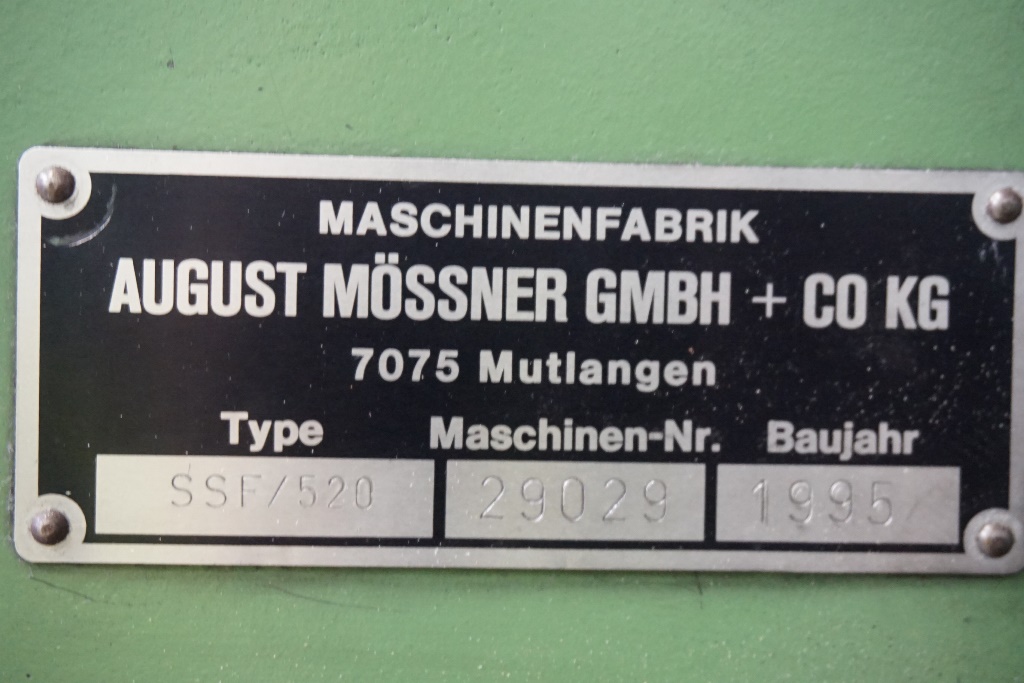 MASCHINENFABRIK
AUGUST MÖSSNER GMBH + CO KG
7075 Mutlangen
Type Maschinen-Nr. Baujahr
SSF/520 29029 1995